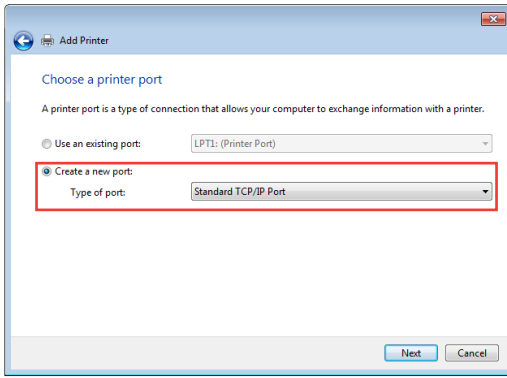 Add Printer
Choose a printer port
A printer port is a type of connection that allows your computer to exchange information with a printer.
Use an existing port: LPT1: (Printer Port)
Create a new port:
Type of port: Standard TCP/IP Port
Next Cancel